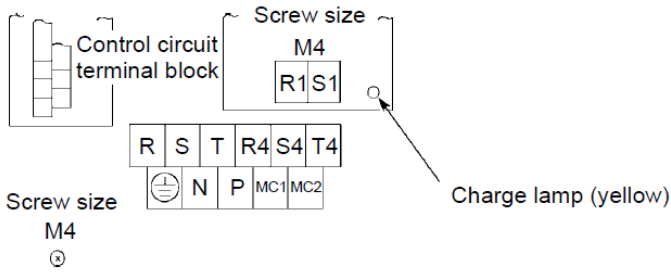 Screw size
Control circuit
M4
terminal block
R1 S1
R S T R4 S4 T4
N P MC1 MC2
Charge lamp (yellow)
Screw size
M4